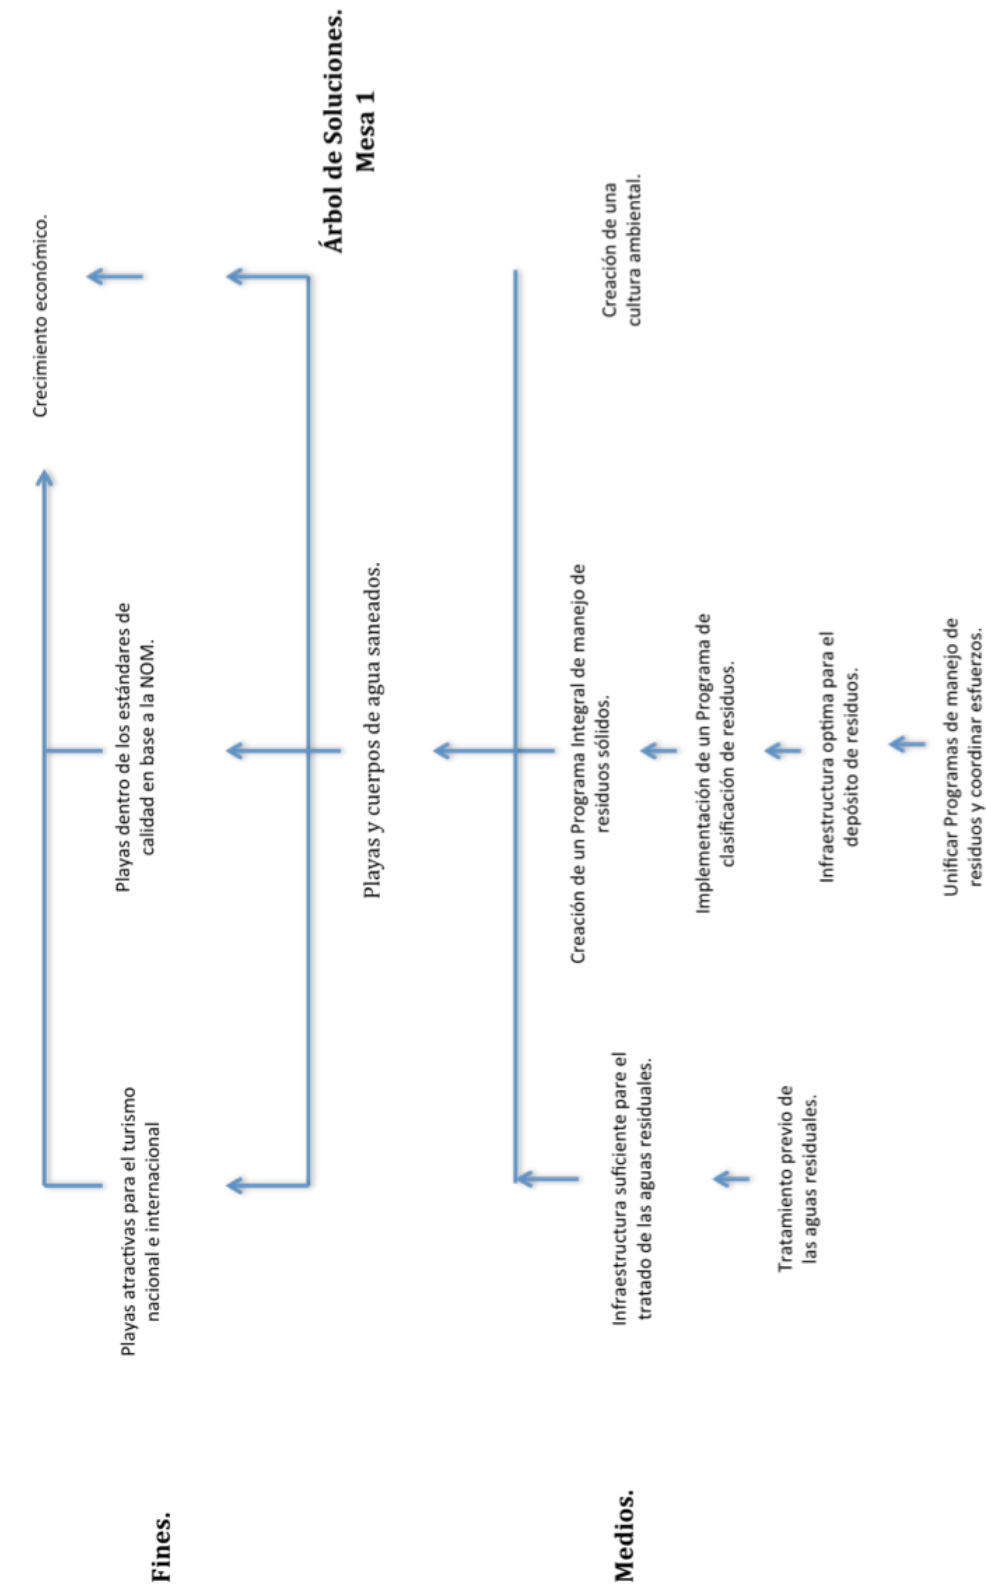 Árbol de Soluciones.
Mesa 1
Fines.
Crecimiento económico.
Playas atractivas para el turismo
nacional e internacional
Playas dentro de los estándares de
calidad en base a la NOM.
Playas y cuerpos de agua saneados.
Medios.
Infraestructura suficiente pare el
tratado de las aguas residuales.
Creación de un Programa Integral de manejo de
residuos sólidos.
Creación de una
cultura ambiental.
Tratamiento previo de
las aguas residuales.
Implementación de un Programa de
clasificación de residuos.
Infraestructura optima para el
depósito de residuos.
Unificar Programas de manejo de
residuos y coordinar esfuerzos.